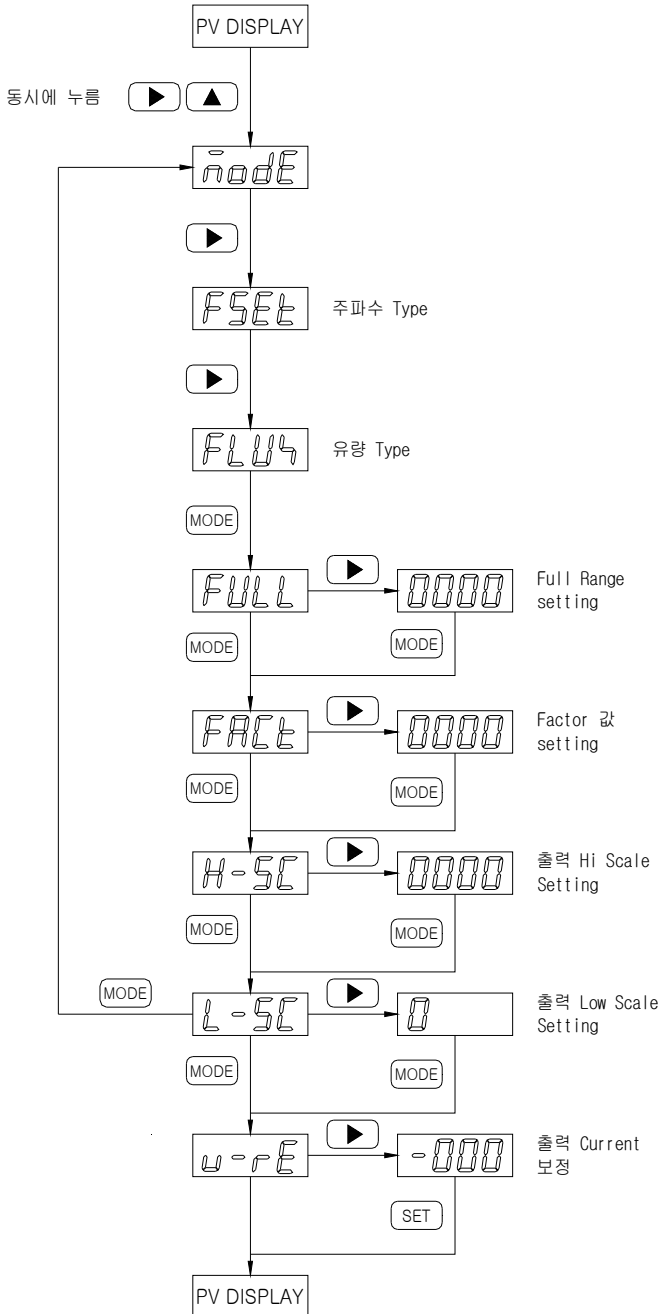 PV DISPLAY
동시에 누름
modE
FSEt
주파수 Type
유량 Type
MODE
FULL
0000
Full Range
setting
MODE
MODE
FACt
0000
Factor 값
setting
MODE
MODE
H-SC
0000
출력 Hi Scale
Setting
MODE
MODE
MODE
L-SC
0
출력 Low Scale
Setting
MODE
MODE
u-rE
-000
출력 Current
보정
SET
PV DISPLAY